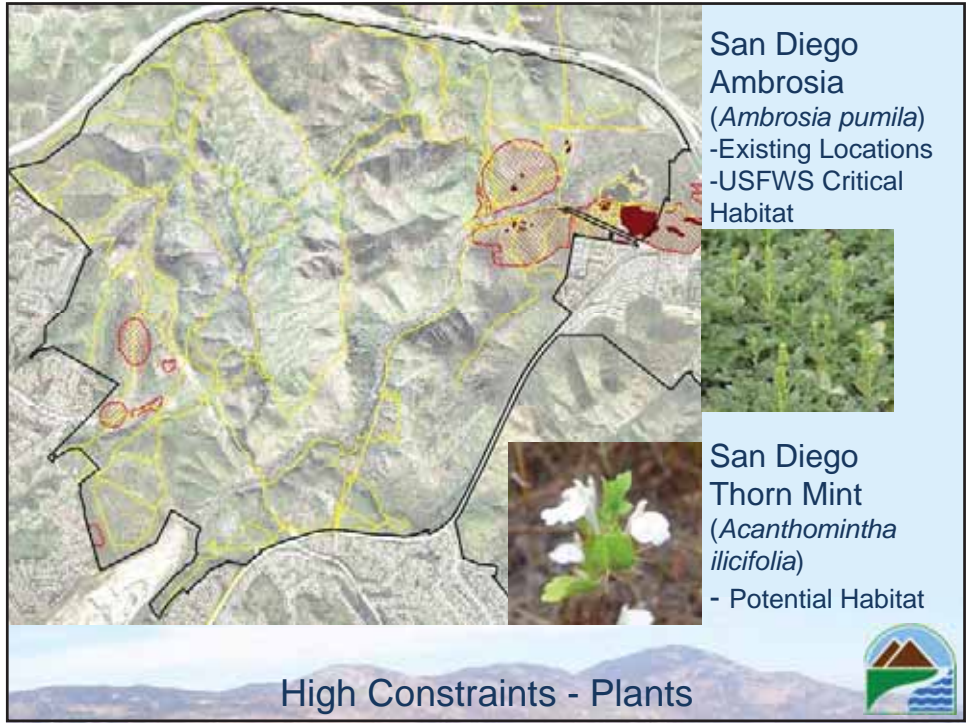 San Diego
Ambrosia
(Ambrosia pumila)
-Existing Locations
-USFWS Critical
Habitat
San Diego
Thorn Mint
(Acanthomintha
ilicifolia)
- Potential Habitat
High Constraints - Plants